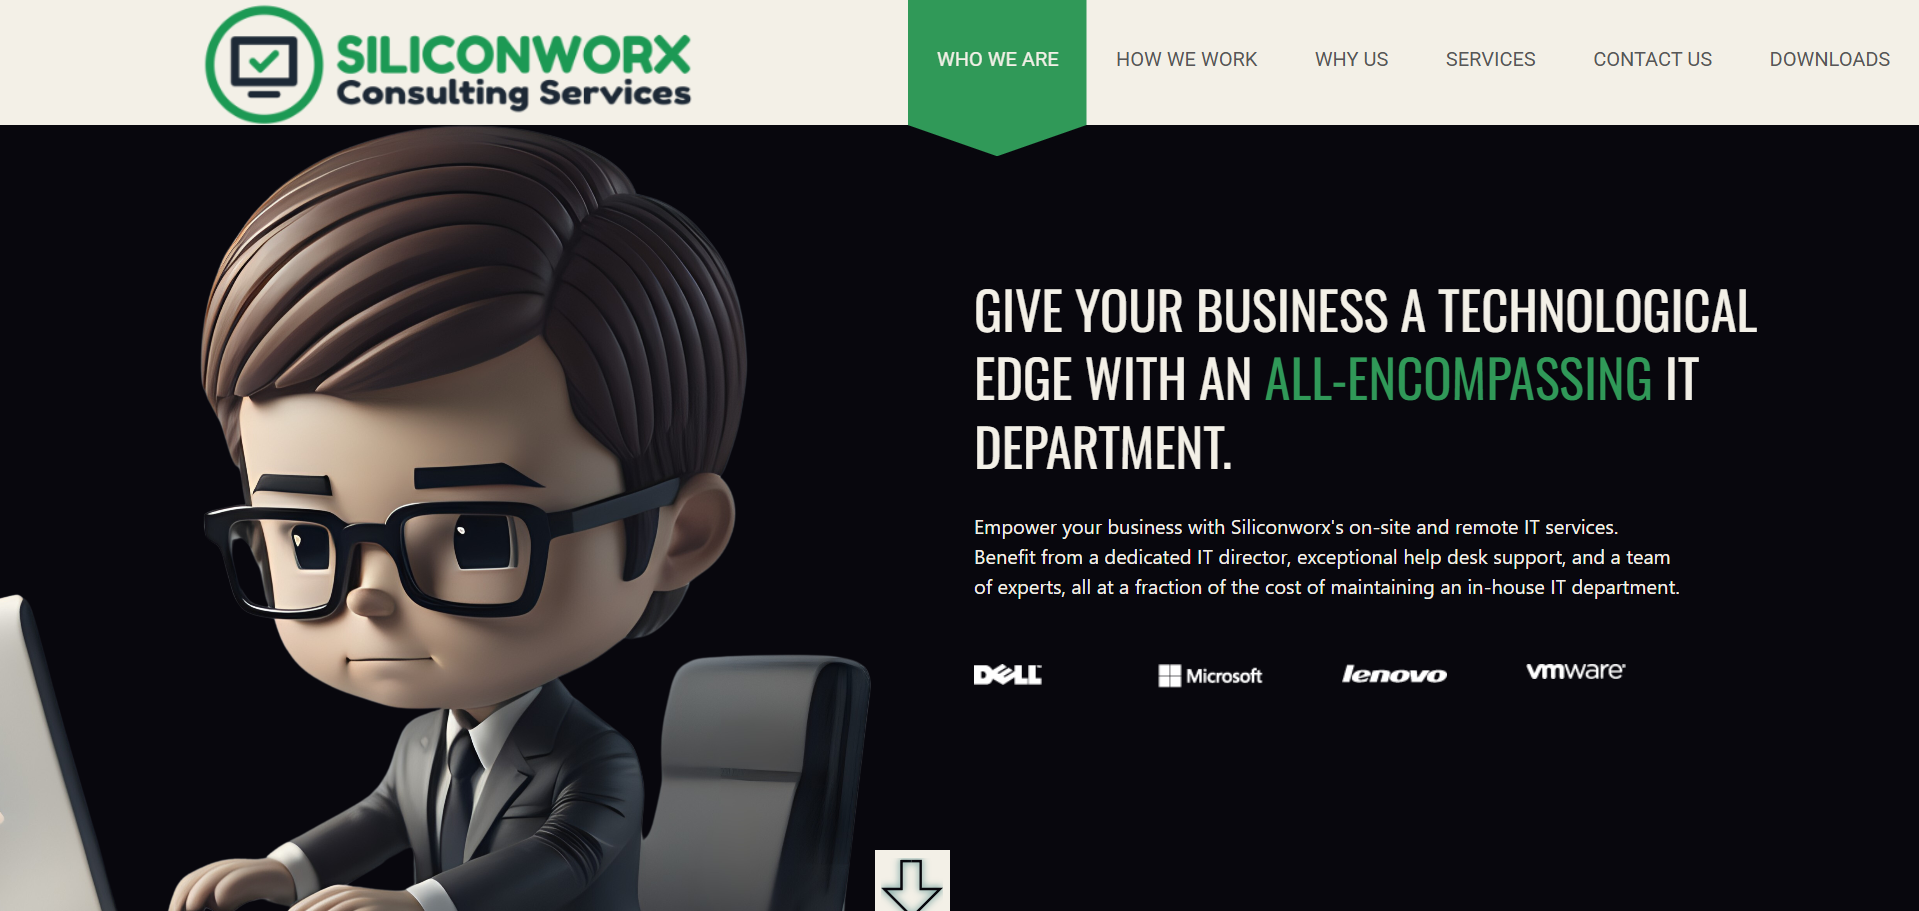 SILICONWORX
Consulting Services
WHO WE ARE
HOW WE WORK
WHY US
SERVICES
CONTACT US
DOWNLOADS
GIVE YOUR BUSINESS A TECHNOLOGICAL
EDGE WITH AN ALL-ENCOMPASSING IT
DEPARTMENT.
Empower your business with Siliconworx's on-site and remote IT services.
Benefit from a dedicated IT director, exceptional help desk support, and a team
of experts, all at a fraction of the cost of maintaining an in-house IT department.
DELL
Microsoft
lenovo
vmware